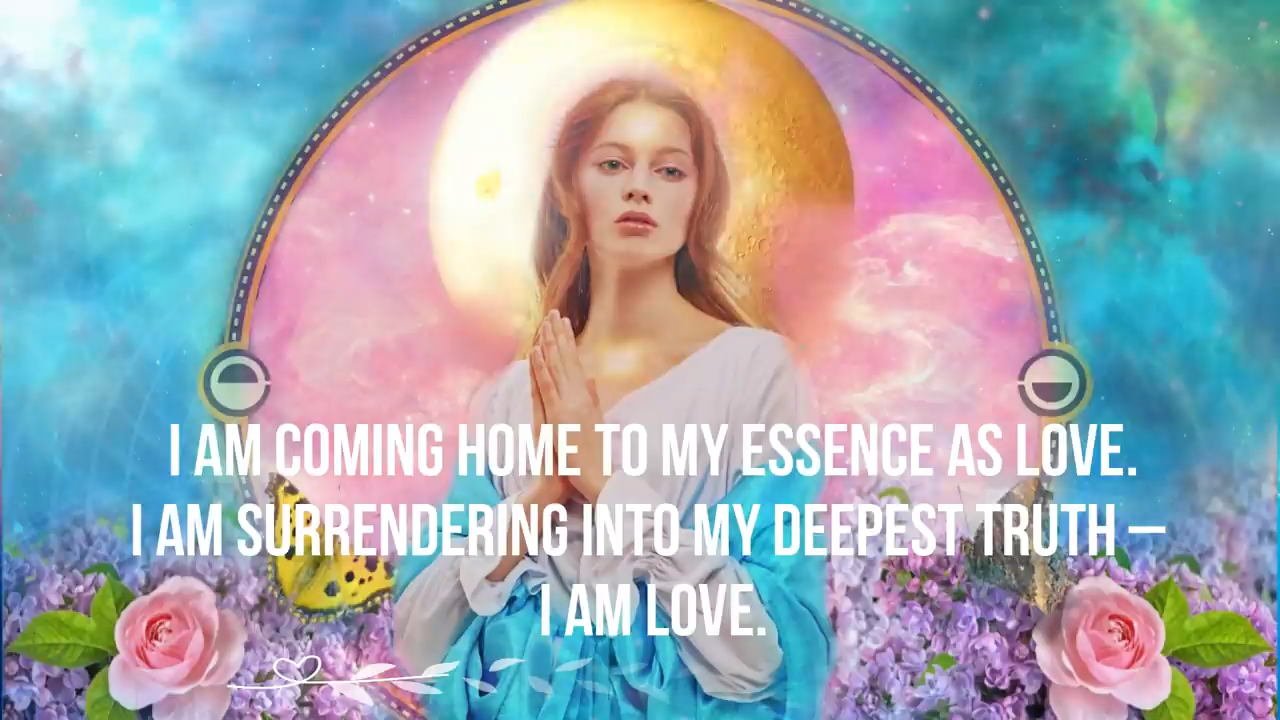 I AM COMING HOME TO MY ESSENCE AS LOVE.
I AM SURRENDERING INTO MY DEEPEST TRUTH –
I AM LOVE.